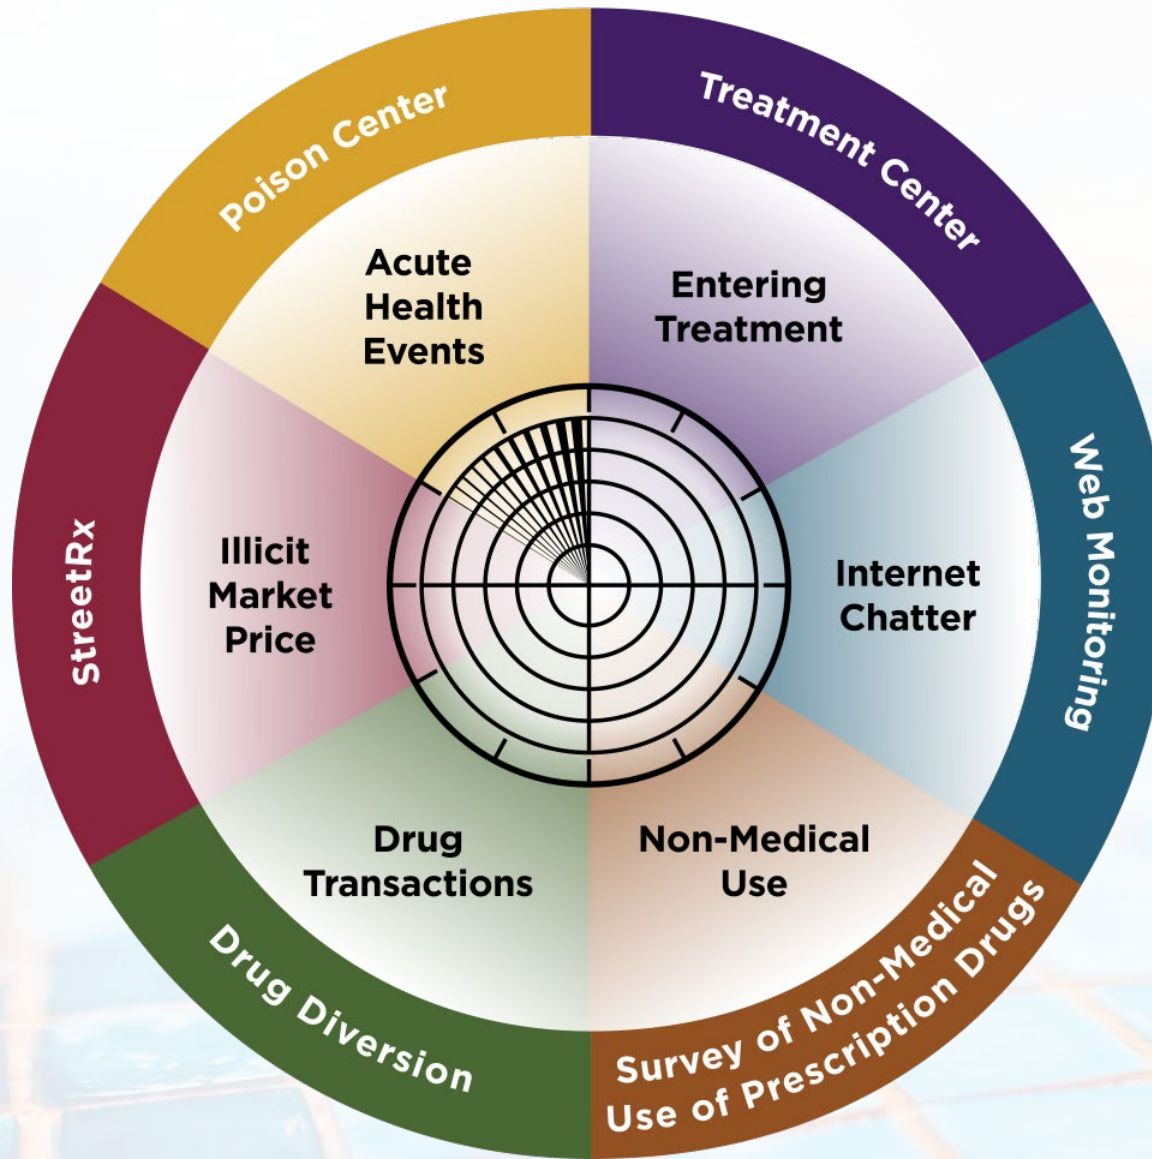 Poison Center
Treatment Center
Acute
Health
Events
Entering
Treatment
StreetRx
Illicit
Market
Price
Internet
Chatter
Web Monitoring
Drug
Transactions
Non-Medical
Use
Drug Diversion
Survey of Non-Medical
Use of Prescription Drugs